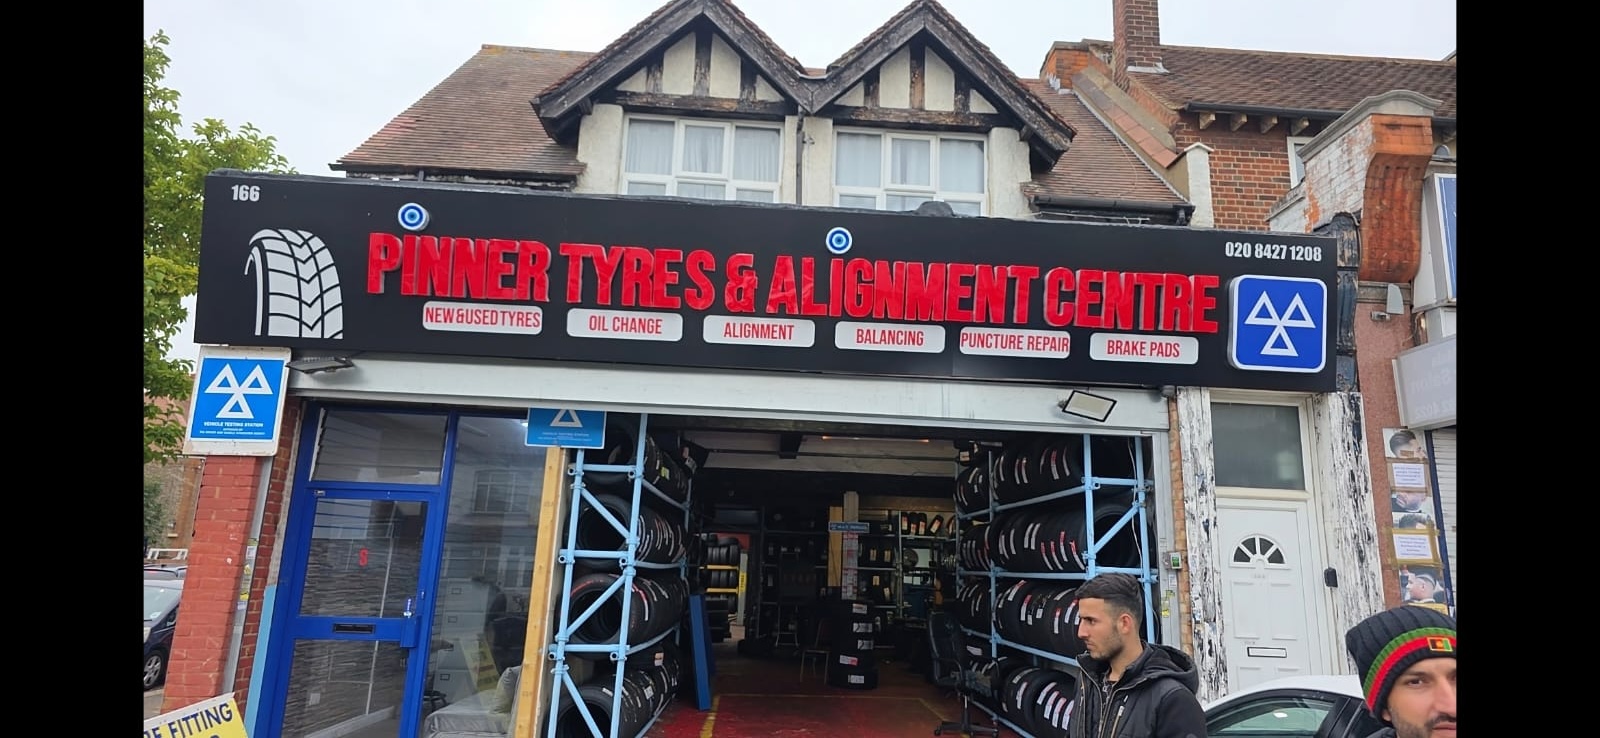 166
020 8427 1208
PINNER TYRES & ALIGNMENT CENTRE
NEW & USED TYRES
OIL CHANGE
ALIGNMENT
BALANCING
PUNCTURE REPAIR
BRAKE PADS
VEHICLE TESTING STATION
FITTING